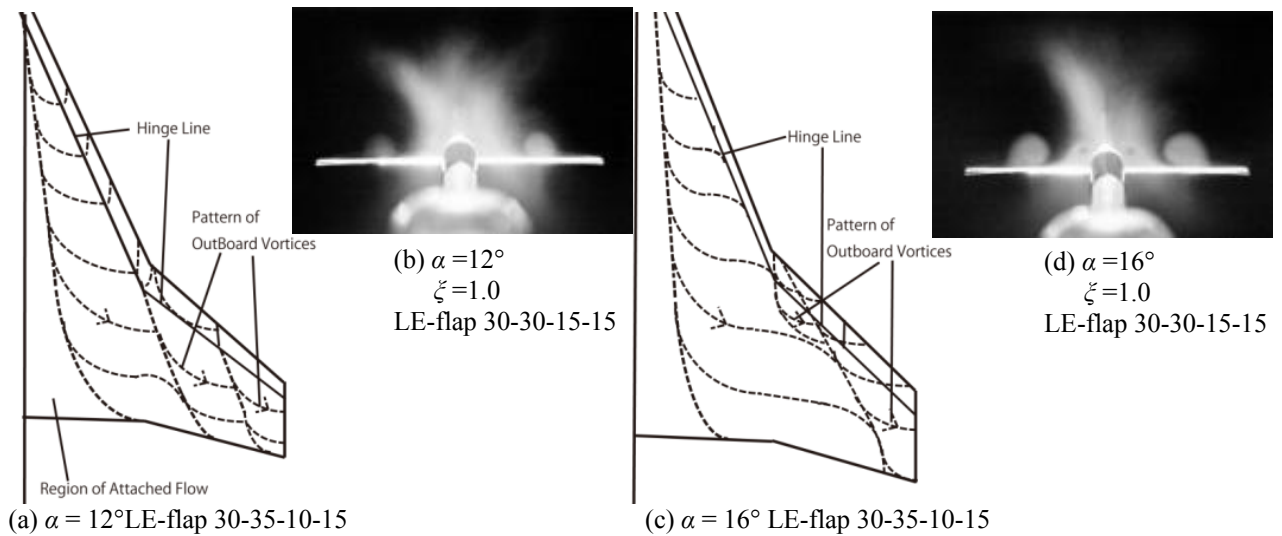 Hinge Line
Pattern of
OutBoard Vortices
Region of Attached Flow
(a) α = 12°LE-flap 30-35-10-15
(b) α =12°
ξ =1.0
LE-flap 30-30-15-15
Hinge Line
Pattern of
Outboard Vortices
(c) α = 16° LE-flap 30-35-10-15
(d) α =16°
ξ =1.0
LE-flap 30-30-15-15